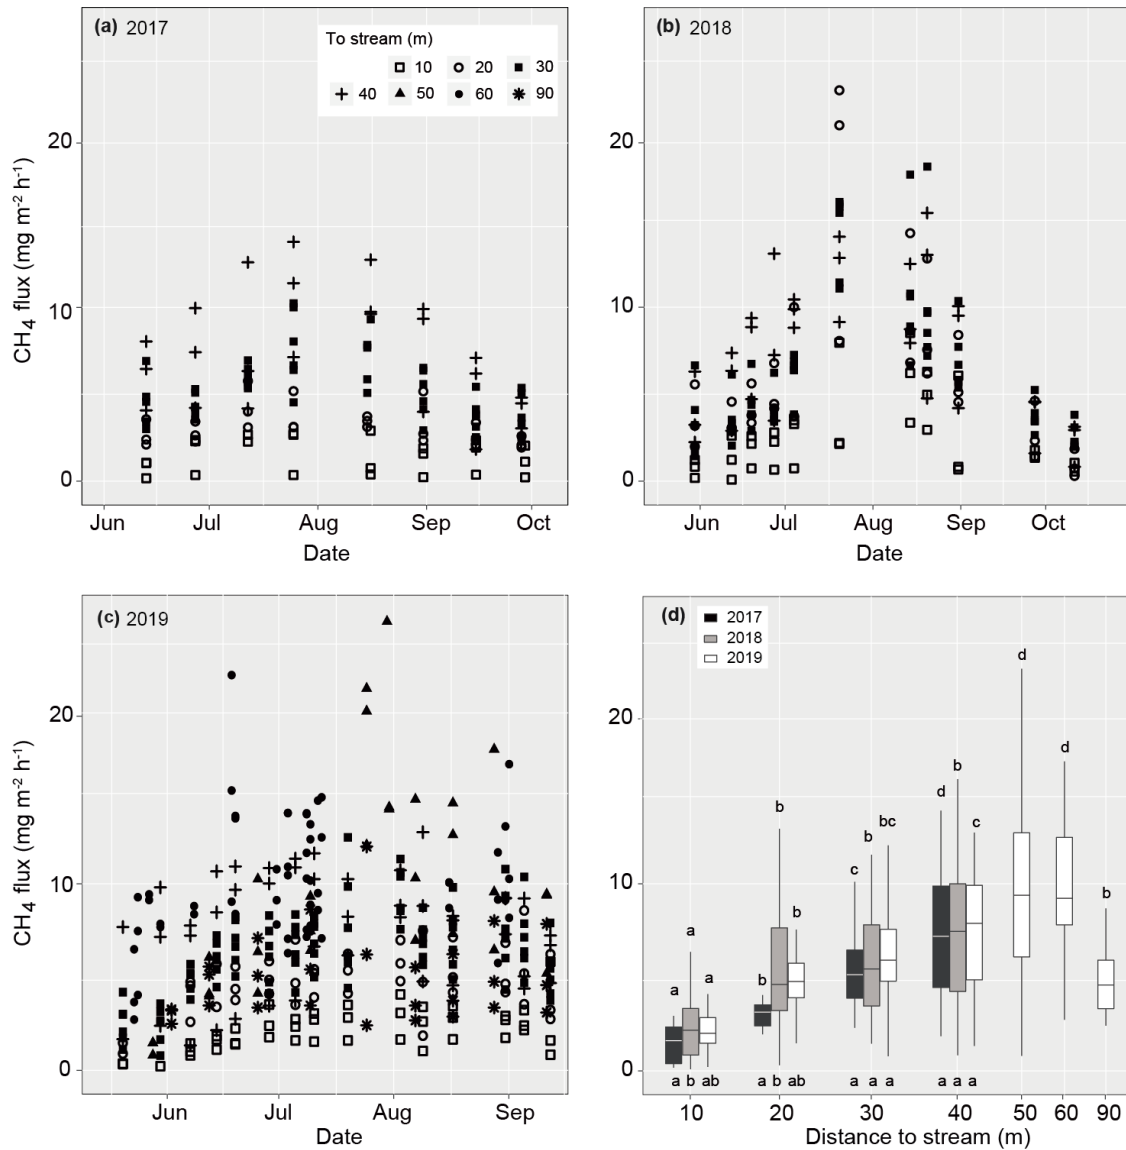 (a) 2017
To stream (m)
10 20 30
40 50 60 90
20
10
0
CH4 flux (mg m-2 h-1)
Jun Jul Aug Sep Oct
Date
(b) 2018
20
10
0
Jun Jul Aug Sep Oct
Date
(c) 2019
20
10
0
CH4 flux (mg m-2 h-1)
Jun Jul Aug Sep
Date
(d)
2017
2018
2019
20
10
0
a a a
b b b
c b bc
d b c
d d b
a b ab
a b ab
a a a
a a a
10 20 30 40 50 60 90
Distance to stream (m)